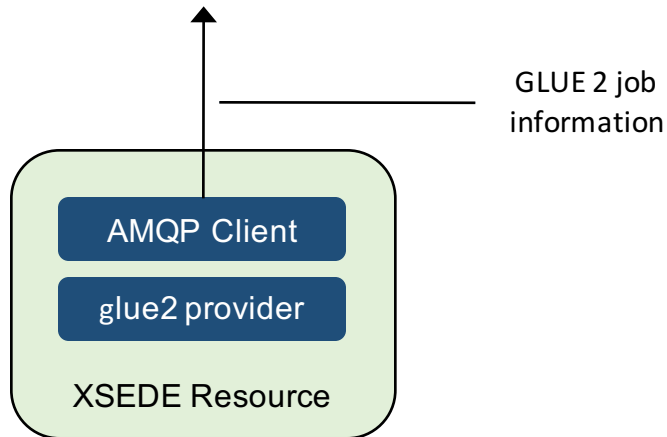 GLUE 2 job
information
AMQP Client
glue2 provider
XSEDE Resource